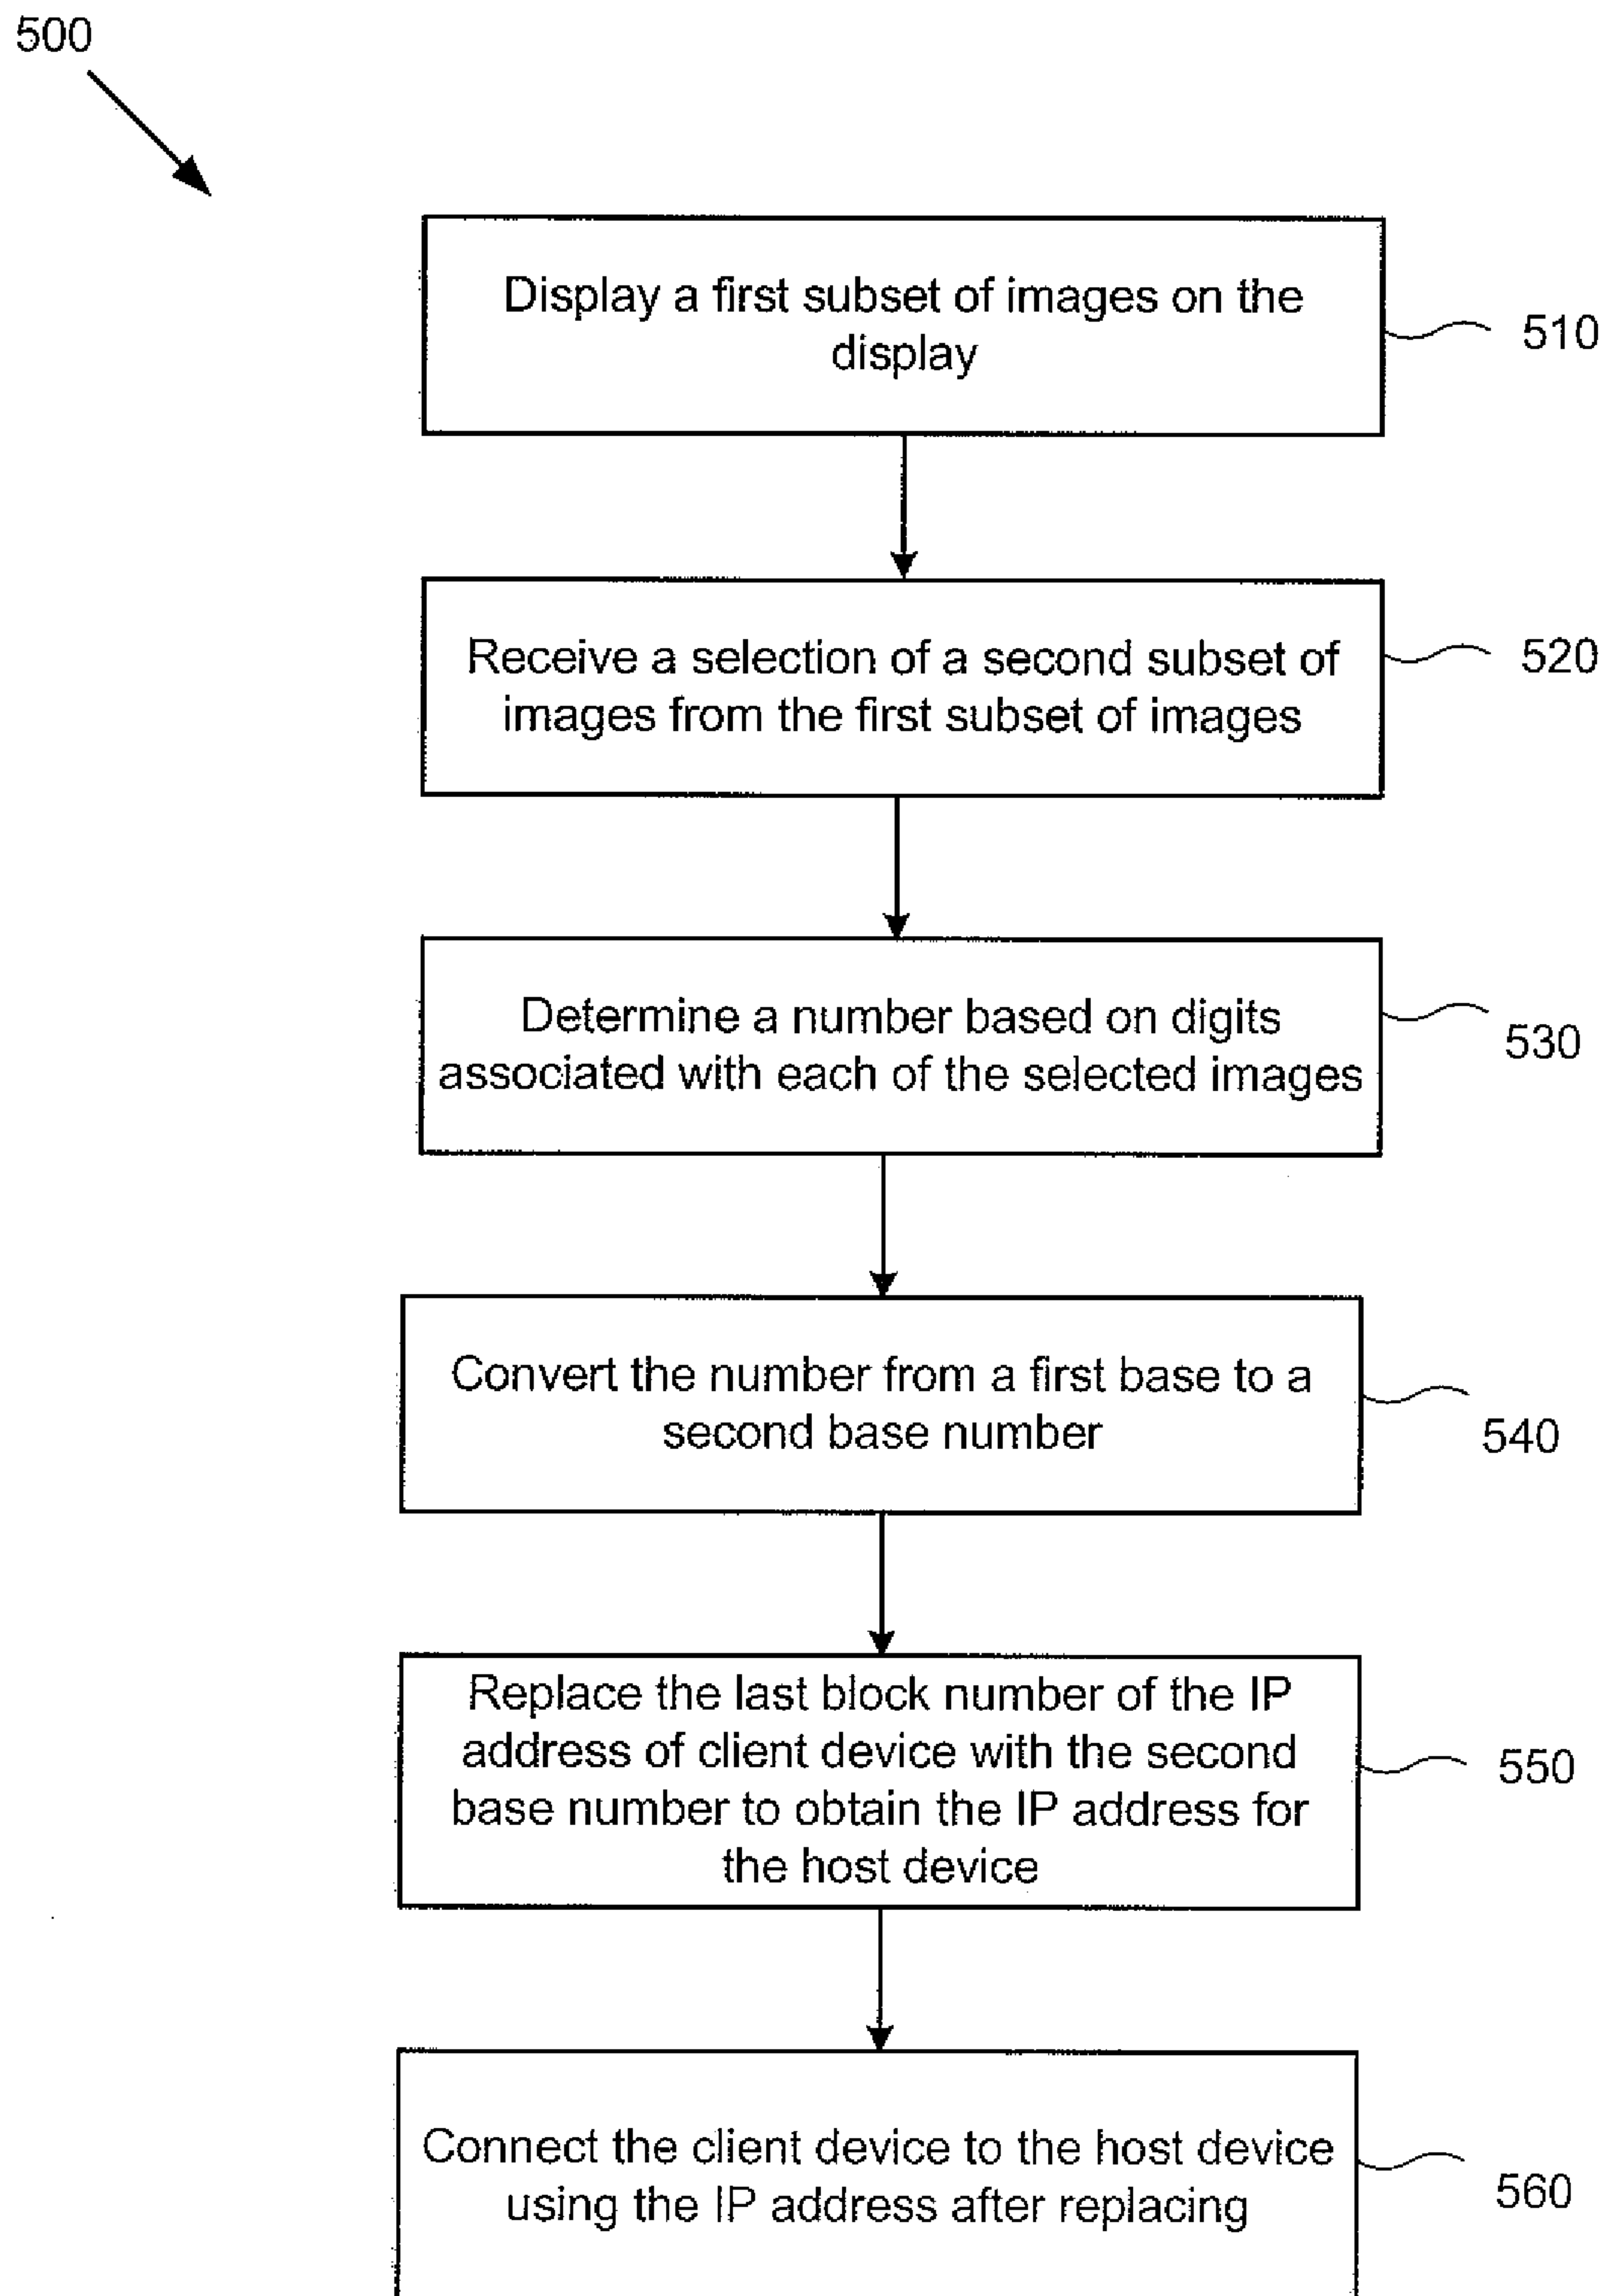 500
Display a first subset of images on the
display
510
Receive a selection of a second subset of
images from the first subset of images
520
Determine a number based on digits
associated with each of the selected images
530
Convert the number from a first base to a
second base number
540
Replace the last block number of the IP
address of client device with the second
base number to obtain the IP address for
the host device
550
Connect the client device to the host device
using the IP address after replacing
560